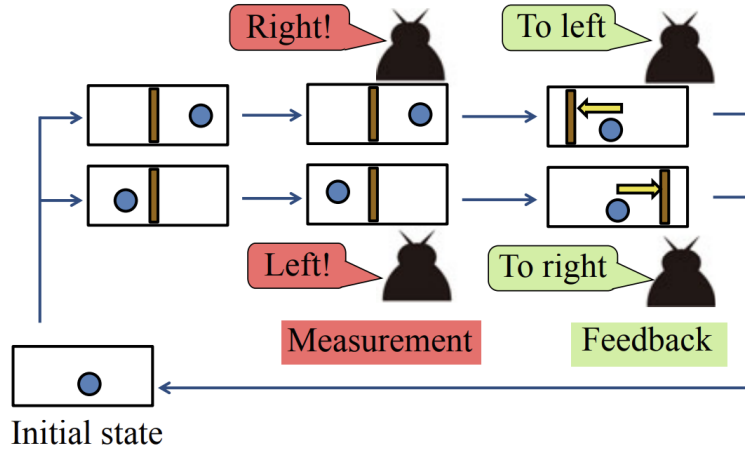 Right!
To left
Left!
To right
Measurement
Feedback
Initial state